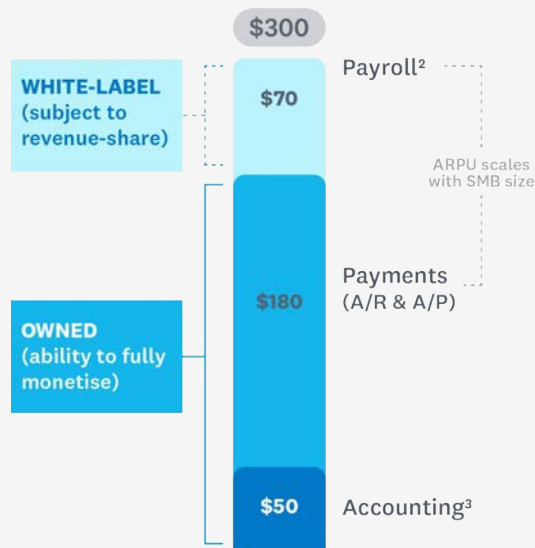 $300
Payroll²
WHITE-LABEL
(subject to
revenue-share)
$70
ARPU scales
with SMB size
Payments
(A/R & A/P)
$180
OWNED
(ability to fully
monetise)
$50
Accounting³